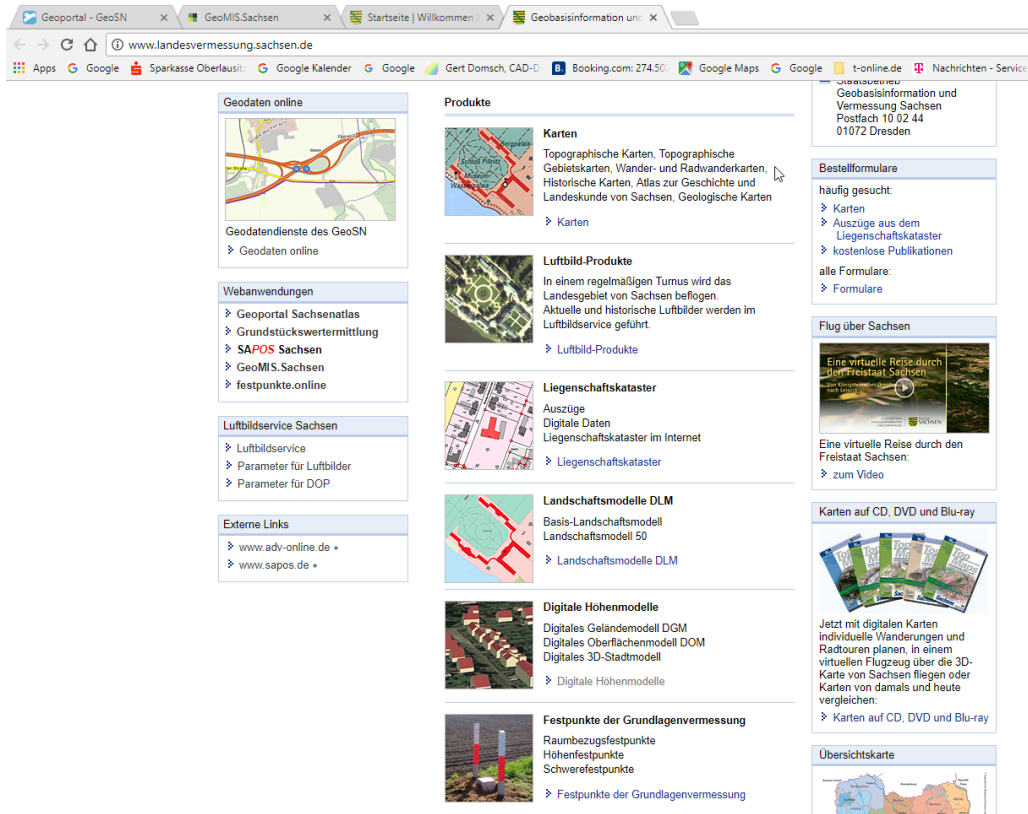 Geoportal - GeoSN
GeoMIS.Sachsen
Startseite | Willkommen
Geobasisinformation und
www.landesvermessung.sachsen.de
Apps
Google
Sparkasse Oberlausit
Google Kalender
Google
Gert Domsch, CAD-D
Booking.com: 274.50
Google Maps
Google
t-online.de
Nachrichten - Service
Geodaten online
Geodatendienste des GeoSN
Geodaten online
Webanwendungen
Geoportal Sachsenatlas
Grundstückswertermittlung
SAPOS Sachsen
GeoMIS.Sachsen
festpunkte.online
Luftbildservice Sachsen
Luftbildservice
Parameter für Luftbilder
Parameter für DOP
Externe Links
www.adv-online.de
www.sapos.de
Produkte
Bergpalais
Schloß Pillnitz
Museum
Wasserpalais
Karten
Topographische Karten, Topographische
Gebietskarten, Wander- und Radwanderkarten,
Historische Karten, Atlas zur Geschichte und
Landeskunde von Sachsen, Geologische Karten
Karten
Luftbild-Produkte
In einem regelmäßigen Turnus wird das
Landesgebiet von Sachsen beflogen.
Aktuelle und historische Luftbilder werden im
Luftbildservice geführt.
Luftbild-Produkte
Liegenschaftskataster
Auszüge
Digitale Daten
Liegenschaftskataster im Internet
Liegenschaftskataster
Landschaftsmodelle DLM
Basis-Landschaftsmodell
Landschaftsmodell 50
Landschaftsmodelle DLM
Digitale Höhenmodelle
Digitales Geländemodell DGM
Digitales Oberflächenmodell DOM
Digitales 3D-Stadtmodell
Digitale Höhenmodelle
Festpunkte der Grundlagenvermessung
Raumbezugsfestpunkte
Höhenfestpunkte
Schwerefestpunkte
Festpunkte der Grundlagenvermessung
Staatsbetrieb
Geobasisinformation und
Vermessung Sachsen
Postfach 10 02 44
01072 Dresden
Bestellformulare
häufig gesucht:
Karten
Auszüge aus dem
Liegenschaftskataster
kostenlose Publikationen
alle Formulare:
Formulare
Flug über Sachsen
Eine virtuelle Reise durch
den Freistaat Sachsen
SACHSEN
Eine virtuelle Reise durch den
Freistaat Sachsen:
zum Video
Karten auf CD, DVD und Blu-ray
Top
Maps
Jetzt mit digitalen Karten
individuelle Wanderungen und
Radtouren planen, in einem
virtuellen Flugzeug über die 3D-
Karte von Sachsen fliegen oder
Karten von damals und heute
vergleichen:
Karten auf CD, DVD und Blu-ray
Übersichtskarte